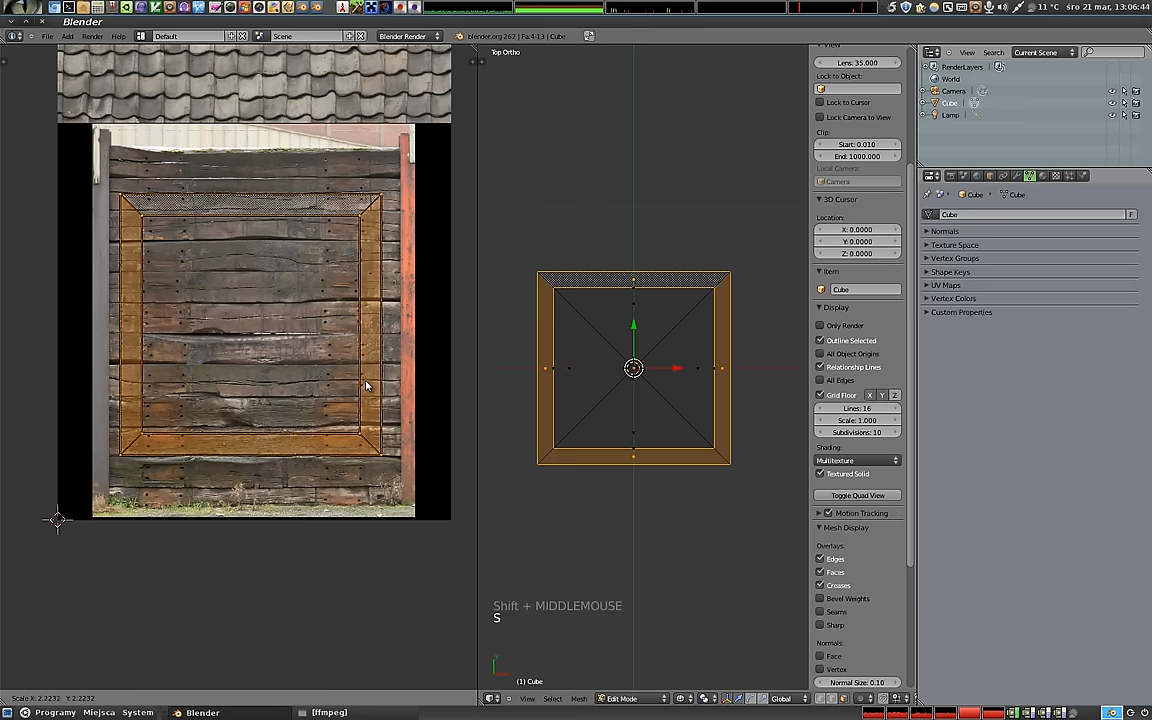 11 °C śro 21 mar, 13:06:44
Blender
File Add Render Help
Default
Scene
Blender Render
blender.org 262 | Fa:4-13 | Cube
Top Ortho
View
Lens: 35.000
Lock to Object:
Lock to Cursor
Lock Camera to View
Clip:
Start: 0.010
End: 1000.000
Local Camera
Camera
3D Cursor
Location:
X: 0.0000
Y: 0.0000
Z: 0.0000
Item
Cube
Display
Only Render
Outline Selected
All Object Origins
Relationship Lines
All Edges
Grid Floor X Y Z
Lines: 16
Scale: 1.000
Subdivisions: 10
Shading:
Multitexture
Textured Solid
Toggle Quad View
Motion Tracking
Mesh Display
Overlays:
Edges
Faces
Creases
Bevel Weights
Seams
Sharp
Normals:
Face
Vertex
Normal Size: 0.10
View Search Current Scene
RenderLayers
World
Camera
Cube
Lamp
Cube Cube
Cube F
Normals
Texture Space
Vertex Groups
Shape Keys
UV Maps
Vertex Colors
Custom Properties
Shift + MIDDLEMOUSE
S
(1) Cube
Scale X: 2.2232 Y: 2.2232
View Select Mesh Edit Mode Global
Programy Miejsca System Blender [ffmpeg]